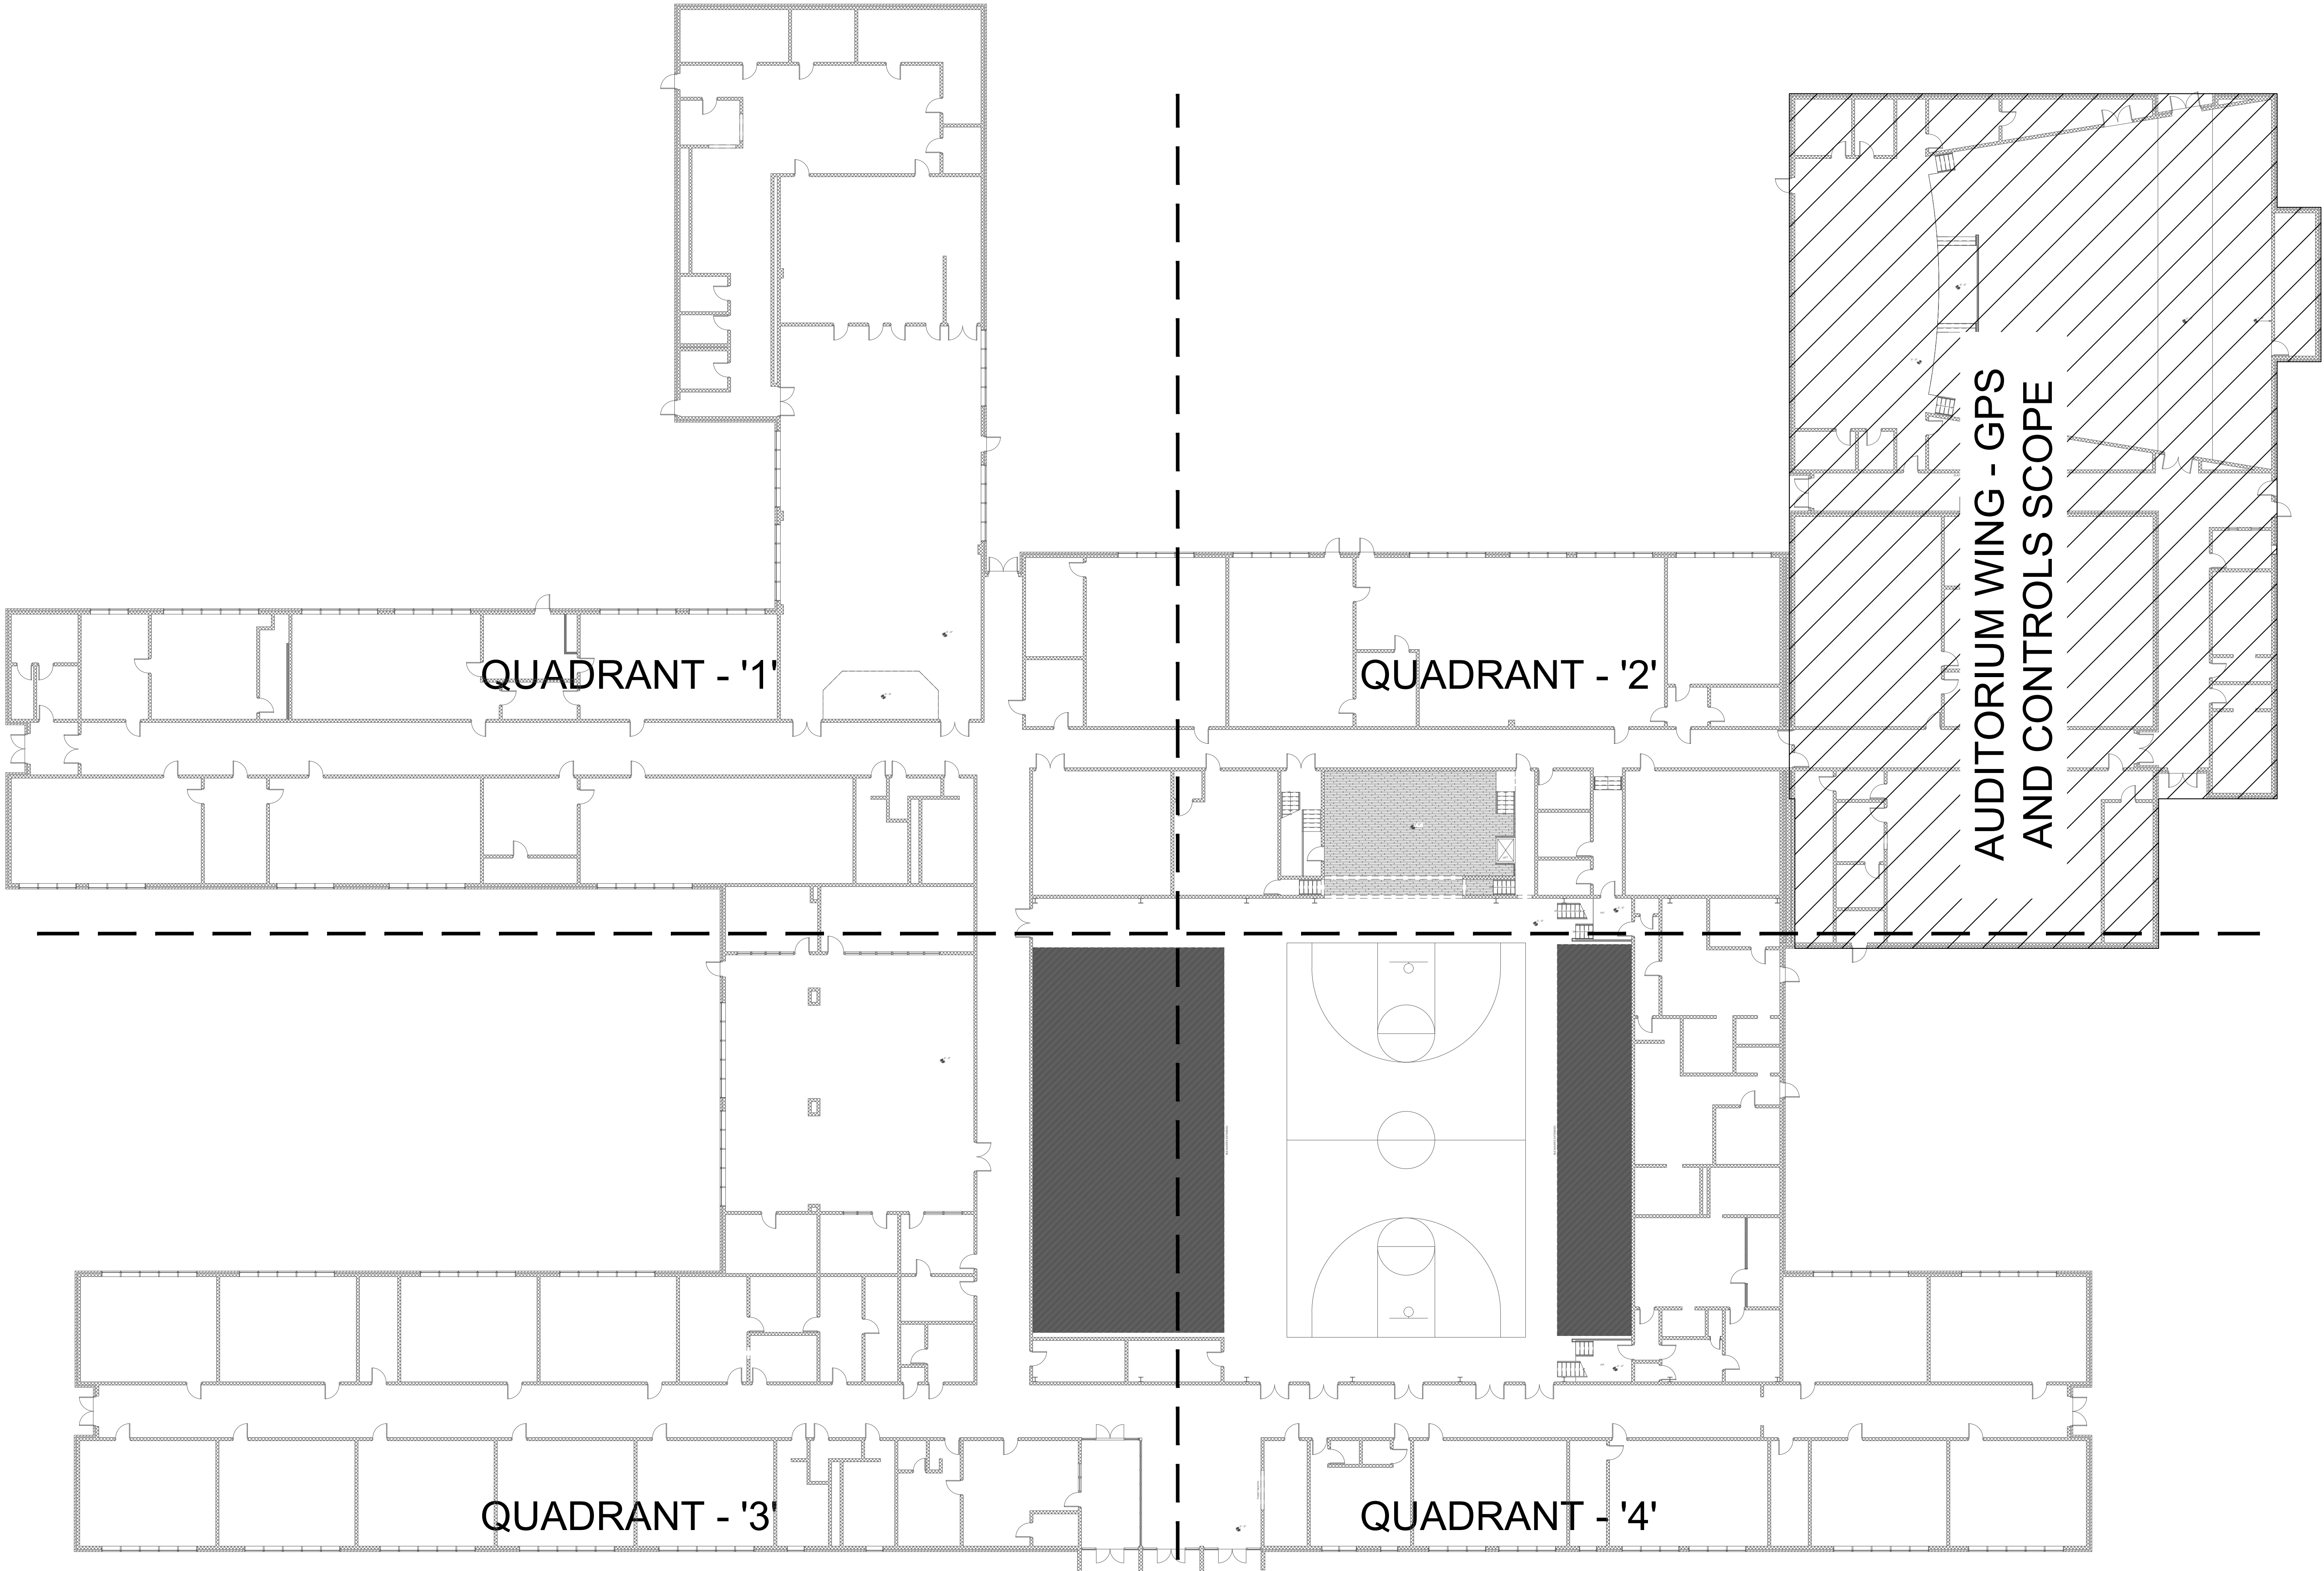 QUADRANT - '1'
QUADRANT - '2'
AUDITORIUM WING - GPS
AND CONTROLS SCOPE
QUADRANT - '3'
QUADRANT - '4'